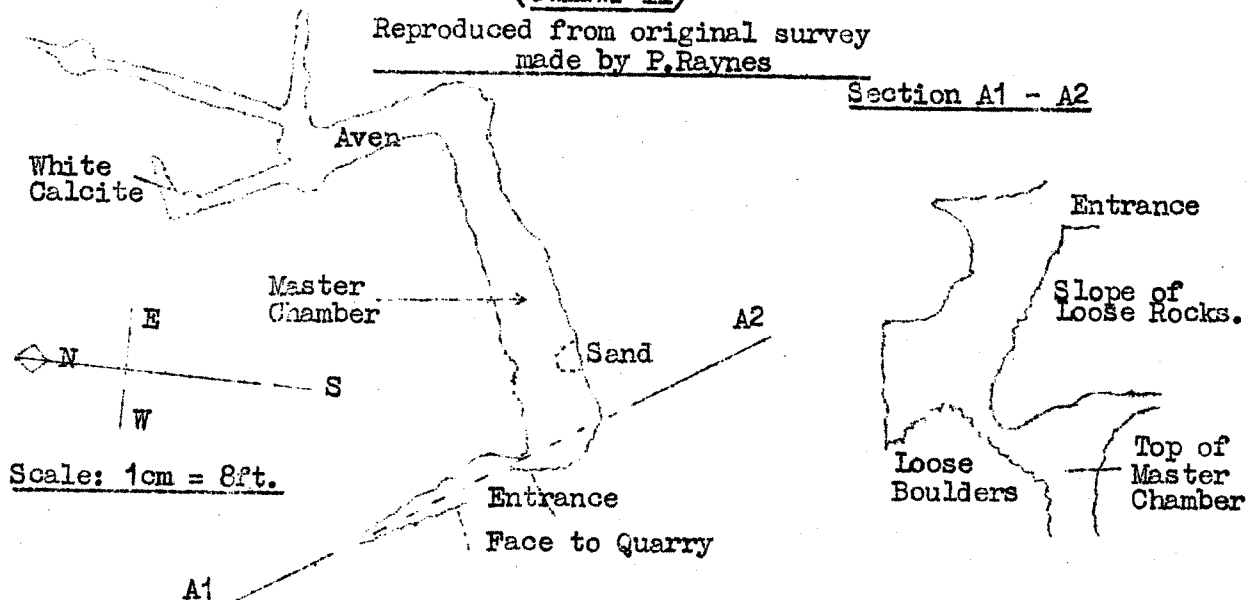 Reproduced from original survey
made by P.Raynes
Section A1 - A2
Aven
White
Calcite
Entrance
Master
Chamber
Slope of
Loose Rocks.
A2
E
N
S
W
Sand
Scale: 1cm = 8ft.
Entrance
Face to Quarry
A1
Loose
Boulders
Top of
Master
Chamber